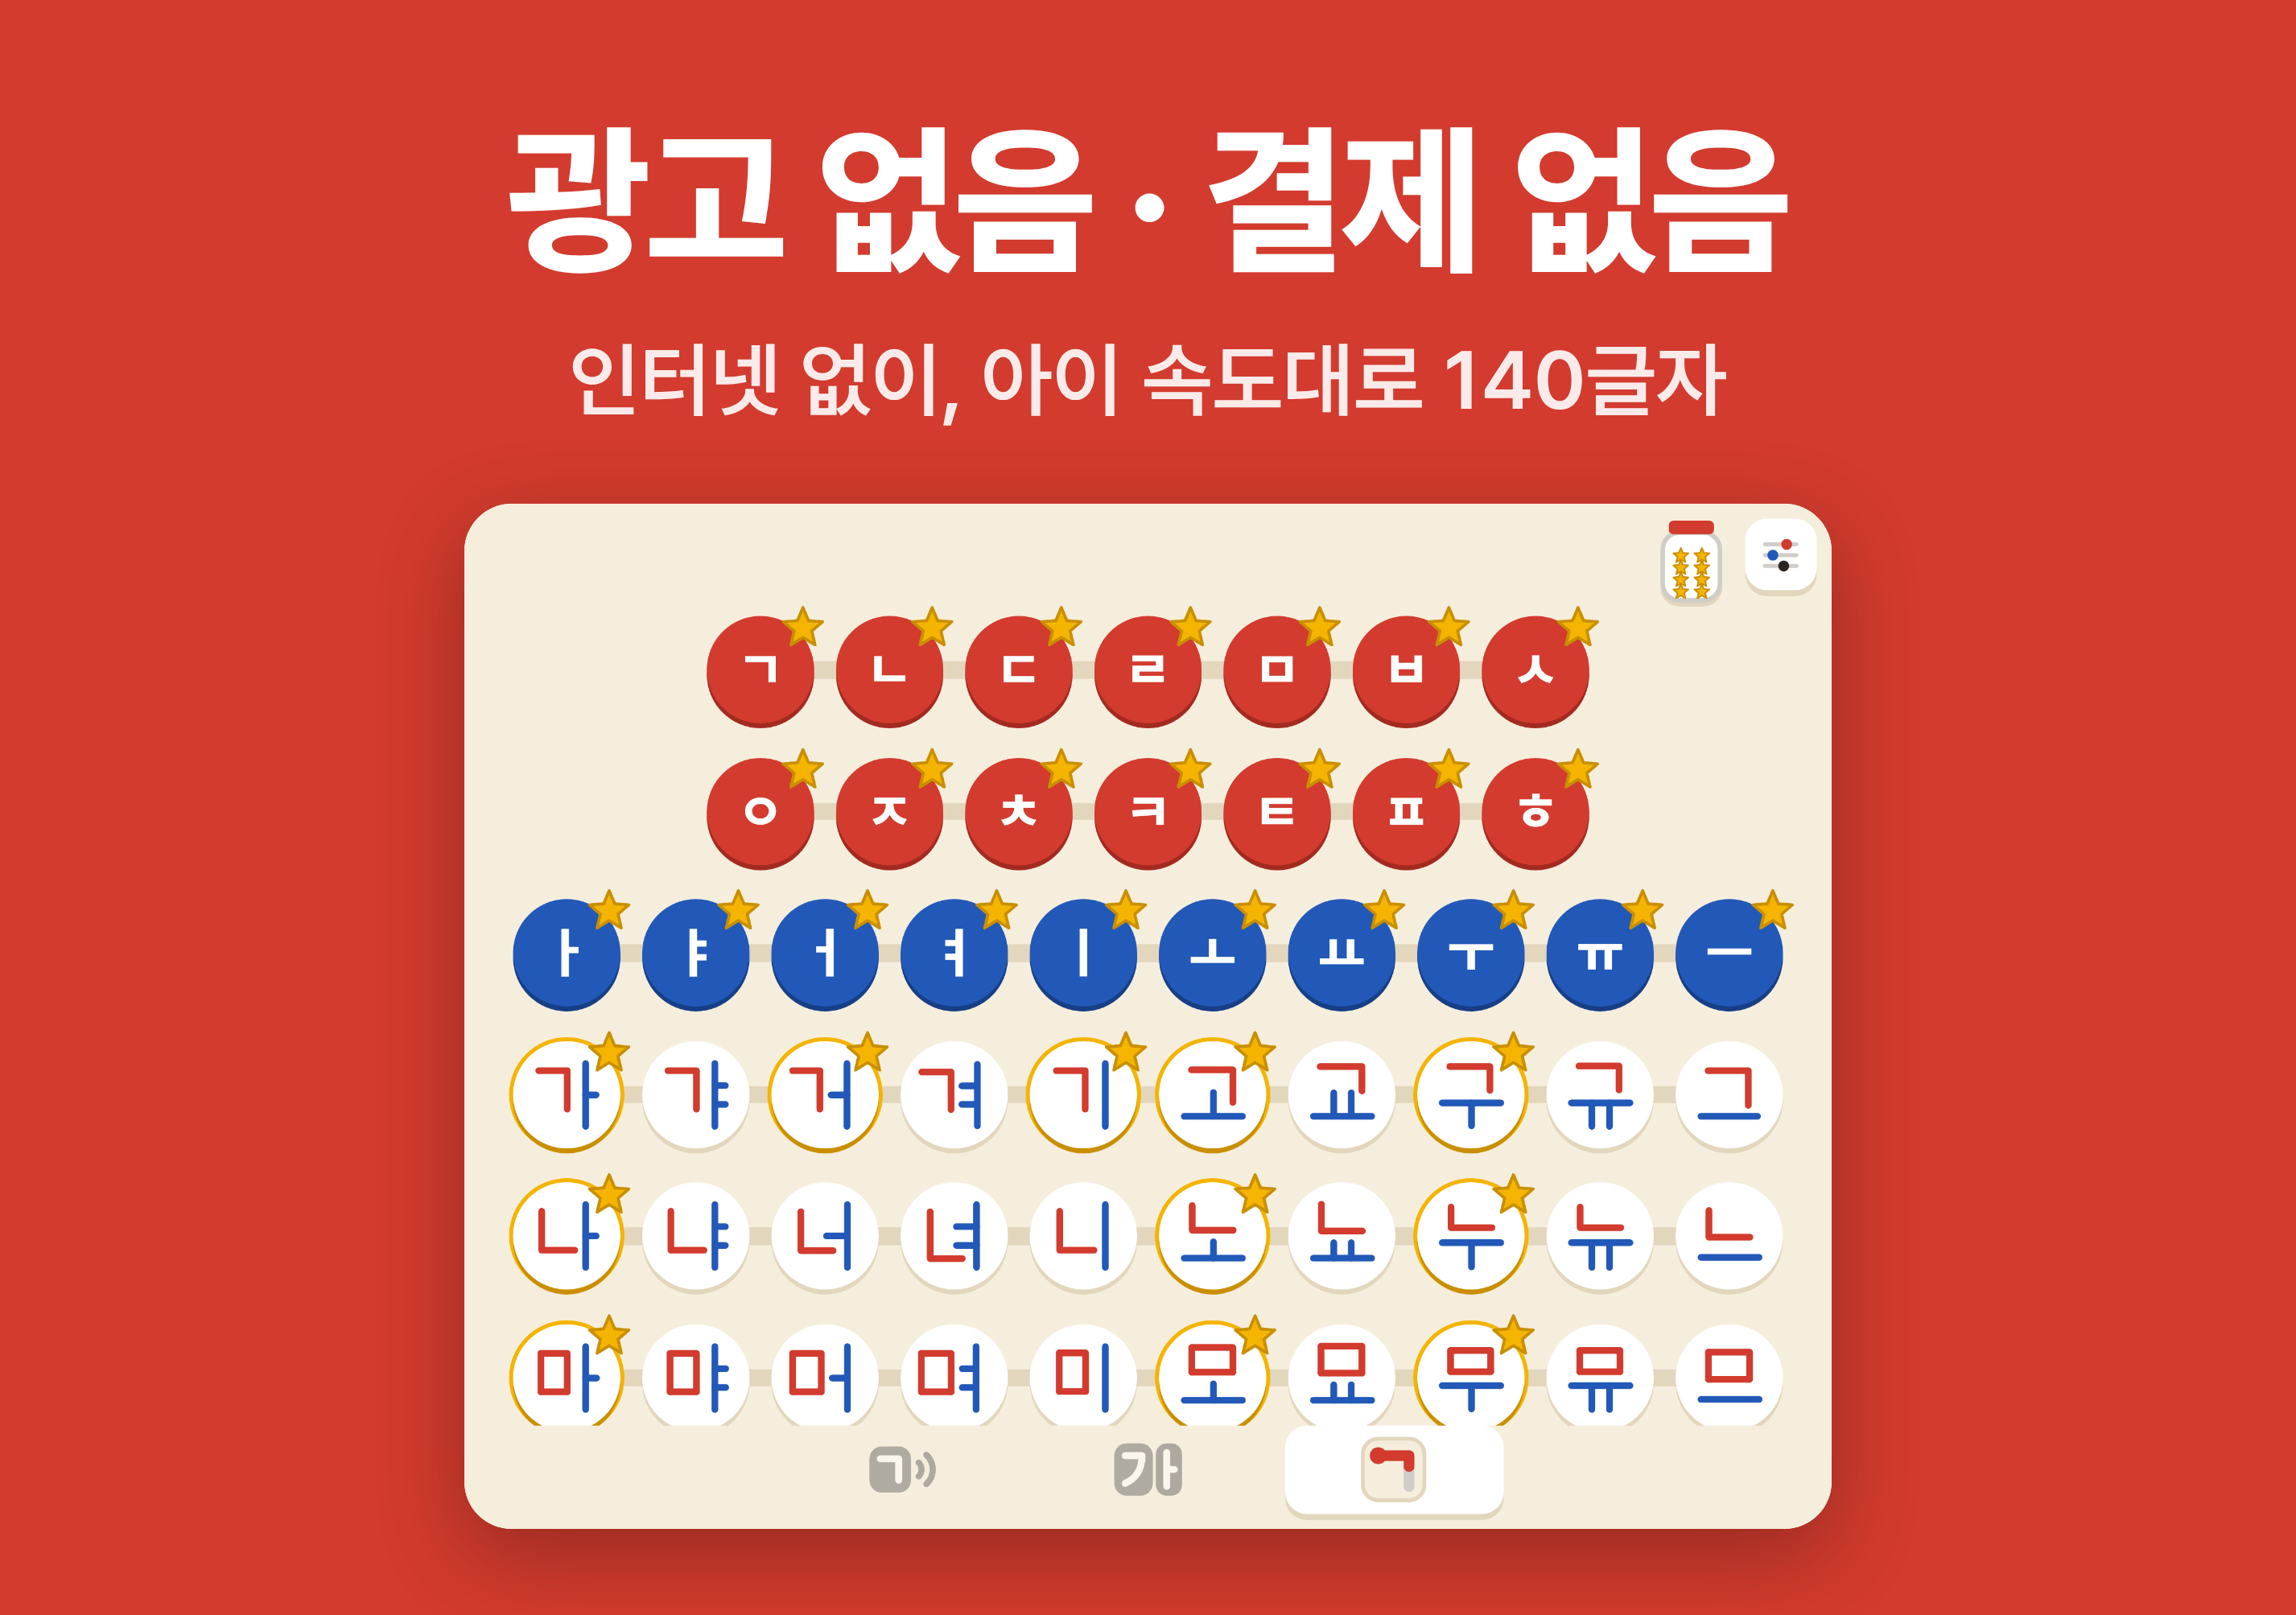 광고 없음 · 결제 없음
인터넷 없이, 아이 속도대로 140글자
ㄱ ㄴ ㄷ ㄹ ㅁ ㅂ ㅅ
ㅇ ㅈ ㅊ ㅋ ㅌ ㅍ ㅎ
ㅏ ㅑ ㅓ ㅕ ㅣ ㅗ ㅛ ㅜ ㅠ ㅡ
가 갸 거 겨 기 고 교 구 규 그
나 냐 너 녀 니 노 뇨 누 뉴 느
마 먀 머 며 미 모 묘 무 뮤 므
ㄱ 가 ㄱ